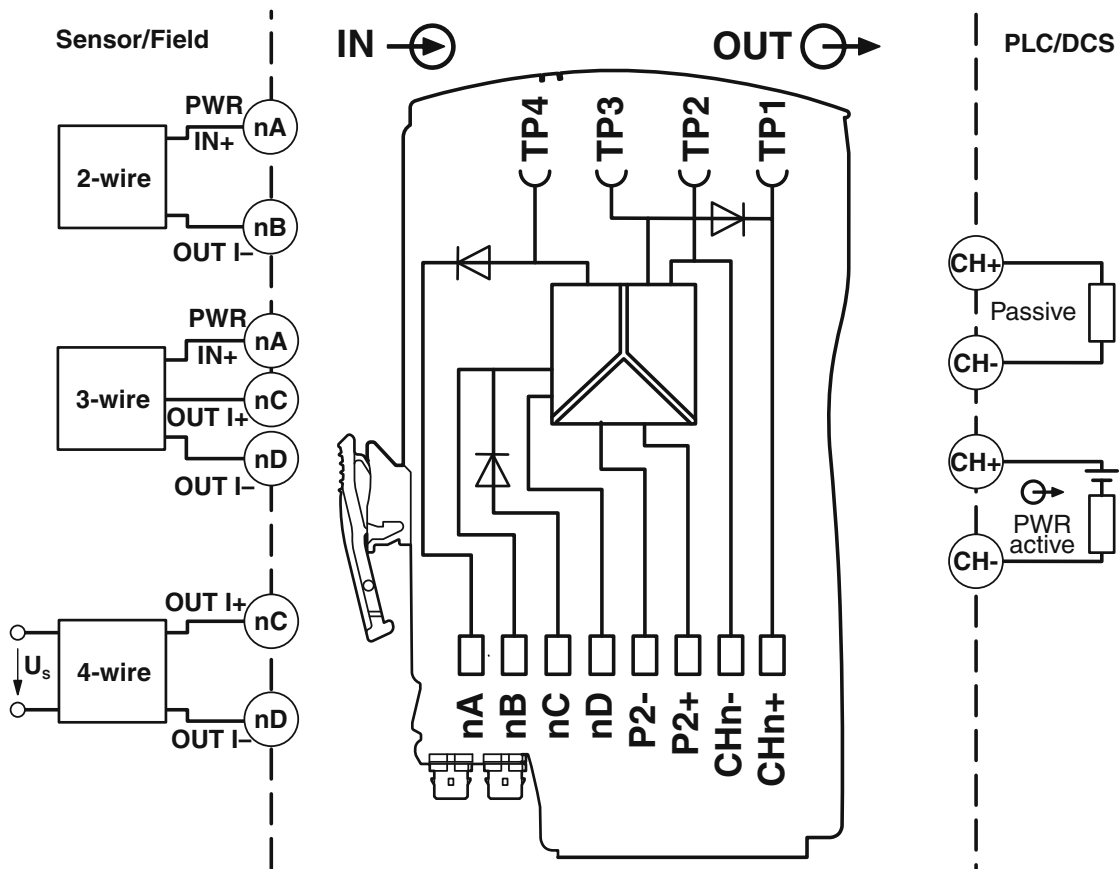 Sensor/Field
IN
OUT
PLC/DCS
PWR
IN+
nA
2-wire
nB
OUT I–
PWR
IN+
nA
3-wire
nC
OUT I+
nD
OUT I–
OUT I+
nC
Us
4-wire
nD
OUT I–
TP4
TP3
TP2
TP1
nA
nB
nC
nD
P2-
P2+
CHn-
CHn+
CH+
Passive
CH-
CH+
PWR
active
CH-